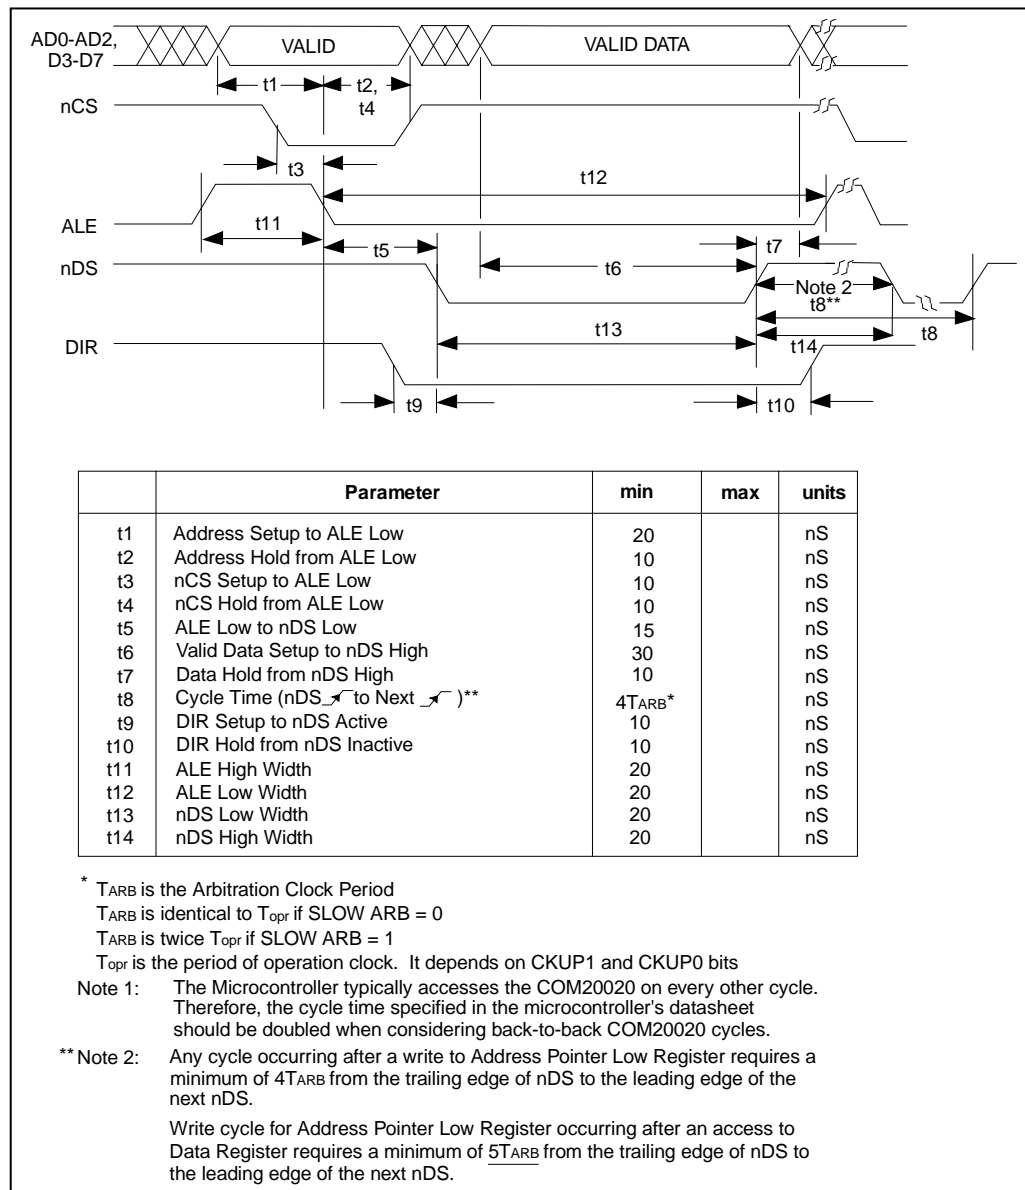 AD0-AD2,
D3-D7
VALID
VALID DATA
t1
t2,
t4
nCS
t3
t12
ALE
t11
t5
t7
nDS
t6
Note 2
t8**
t8
t13
t14
DIR
t9
t10
Parameter min max units
t1 Address Setup to ALE Low 20 nS
t2 Address Hold from ALE Low 10 nS
t3 nCS Setup to ALE Low 10 nS
t4 nCS Hold from ALE Low 10 nS
t5 ALE Low to nDS Low 15 nS
t6 Valid Data Setup to nDS High 30 nS
t7 Data Hold from nDS High 10 nS
t8 Cycle Time (nDS to Next )** 4TARB* nS
t9 DIR Setup to nDS Active 10 nS
t10 DIR Hold from nDS Inactive 10 nS
t11 ALE High Width 20 nS
t12 ALE Low Width 20 nS
t13 nDS Low Width 20 nS
t14 nDS High Width 20 nS
* TARB is the Arbitration Clock Period
TARB is identical to Topr if SLOW ARB = 0
TARB is twice Topr if SLOW ARB = 1
Topr is the period of operation clock. It depends on CKUP1 and CKUP0 bits
Note 1: The Microcontroller typically accesses the COM20020 on every other cycle.
Therefore, the cycle time specified in the microcontroller's datasheet
should be doubled when considering back-to-back COM20020 cycles.
**Note 2: Any cycle occurring after a write to Address Pointer Low Register requires a
minimum of 4TARB from the trailing edge of nDS to the leading edge of the
next nDS.
Write cycle for Address Pointer Low Register occurring after an access to
Data Register requires a minimum of 5TARB from the trailing edge of nDS to
the leading edge of the next nDS.